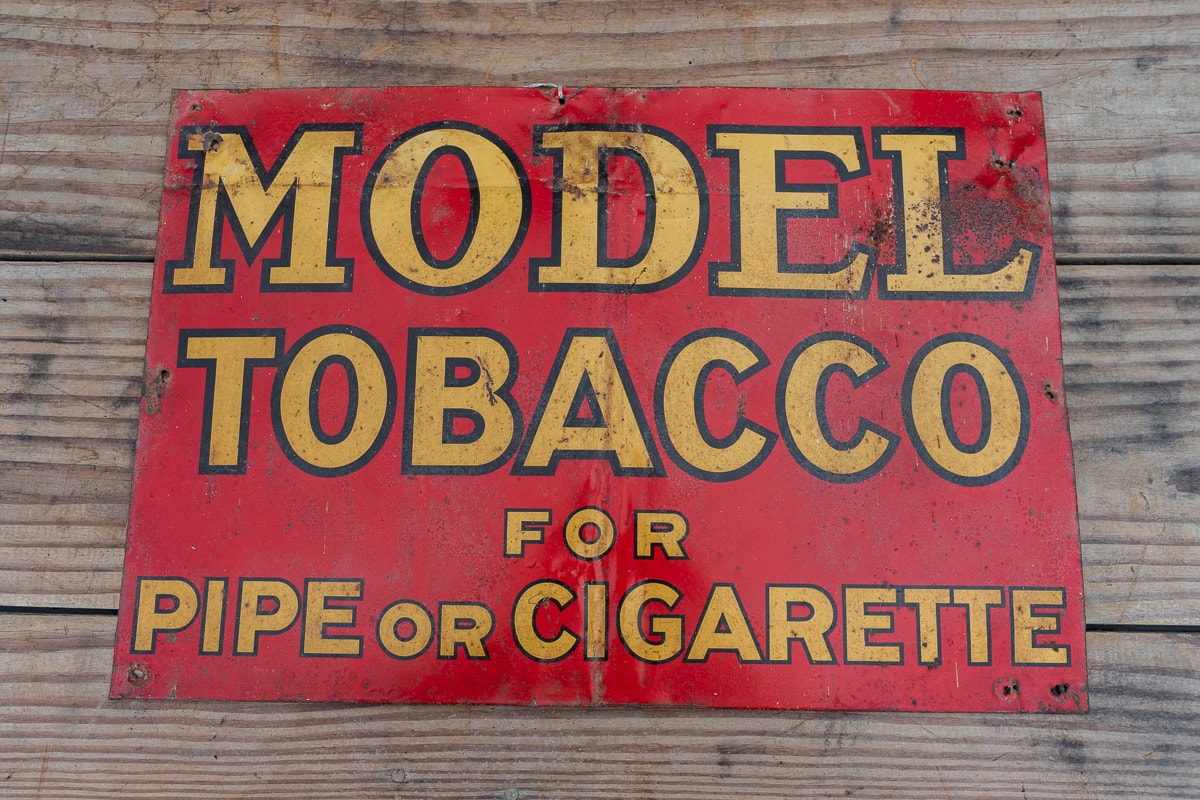 MODEL
TOBACCO
FOR
PIPE OR CIGARETTE